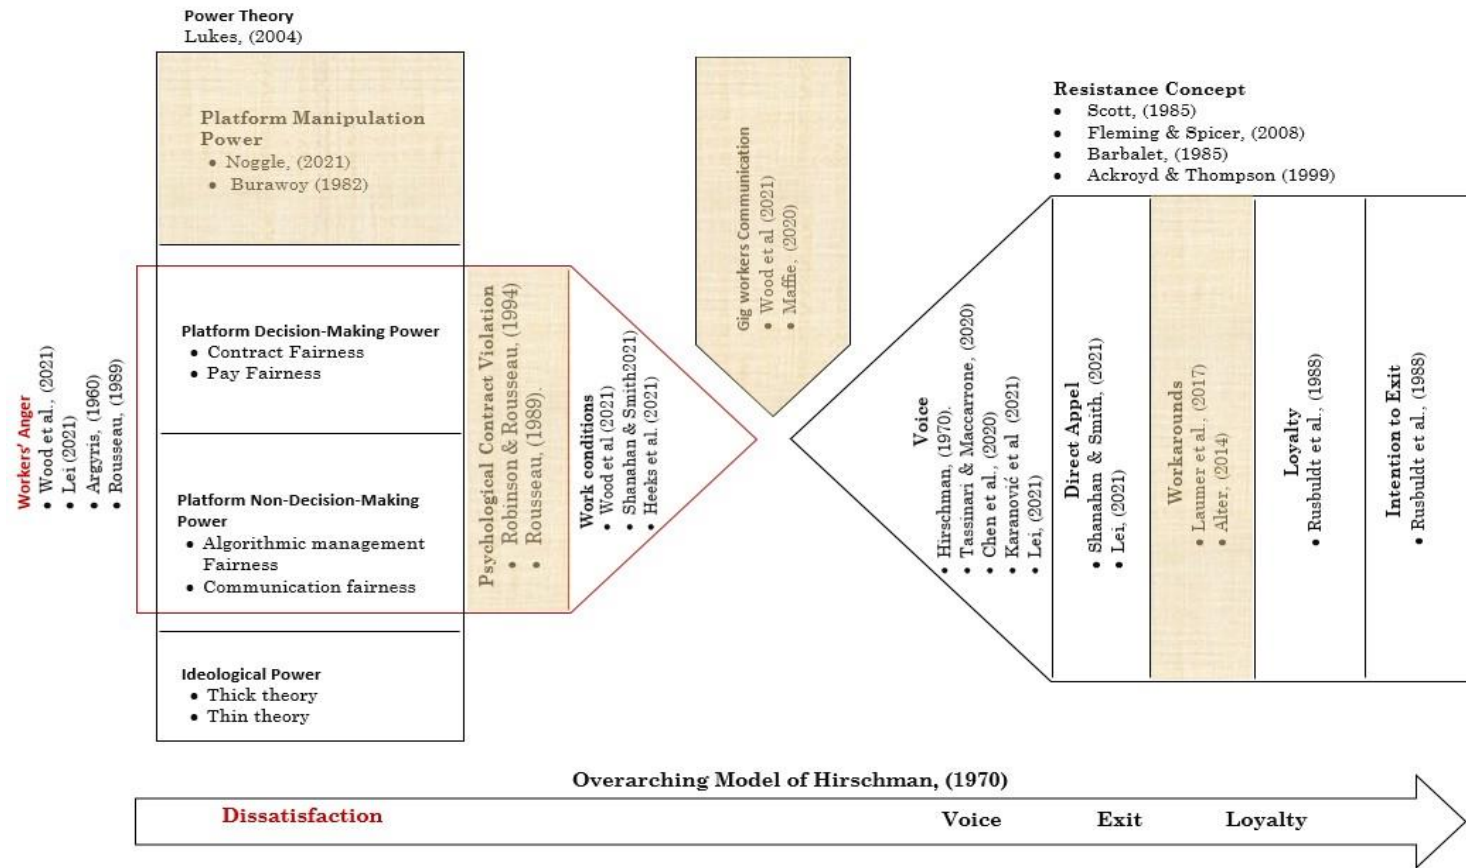 Power Theory
Lukes, (2004)
Platform Manipulation
Power
• Noggle, (2021)
• Burawoy (1982)
Platform Decision-Making Power
• Contract Fairness
• Pay Fairness
Platform Non-Decision-Making
Power
• Algorithmic management
Fairness
• Communication fairness
Ideological Power
• Thick theory
• Thin theory
Workers' Anger
• Wood et al., (2021)
• Lei (2021)
• Argyris, (1960)
• Rousseau, (1989)
Psychological Contract Violation
• Robinson & Rousseau, (1994)
• Rousseau, (1989).
Work conditions
• Wood et al (2021)
• Shanahan & Smith2021)
• Heeks et al. (2021)
Gig workers Communication
• Wood et al (2021)
• Maffie, (2020)
Resistance Concept
• Scott, (1985)
• Fleming & Spicer, (2008)
• Barbalet, (1985)
• Ackroyd & Thompson (1999)
Voice
• Hirschman, (1970).
• Tassinari & Maccarrone, (2020)
• Chen et al., (2020)
• Karanović et al (2021)
• Lei, (2021)
Direct Appel
• Shanahan & Smith, (2021)
• Lei, (2021)
Workarounds
• Laumer et al., (2017)
• Alter, (2014)
Loyalty
• Rusbuldt et al., (1988)
Intention to Exit
• Rusbuldt et al., (1988)
Overarching Model of Hirschman, (1970)
Dissatisfaction
Voice
Exit
Loyalty